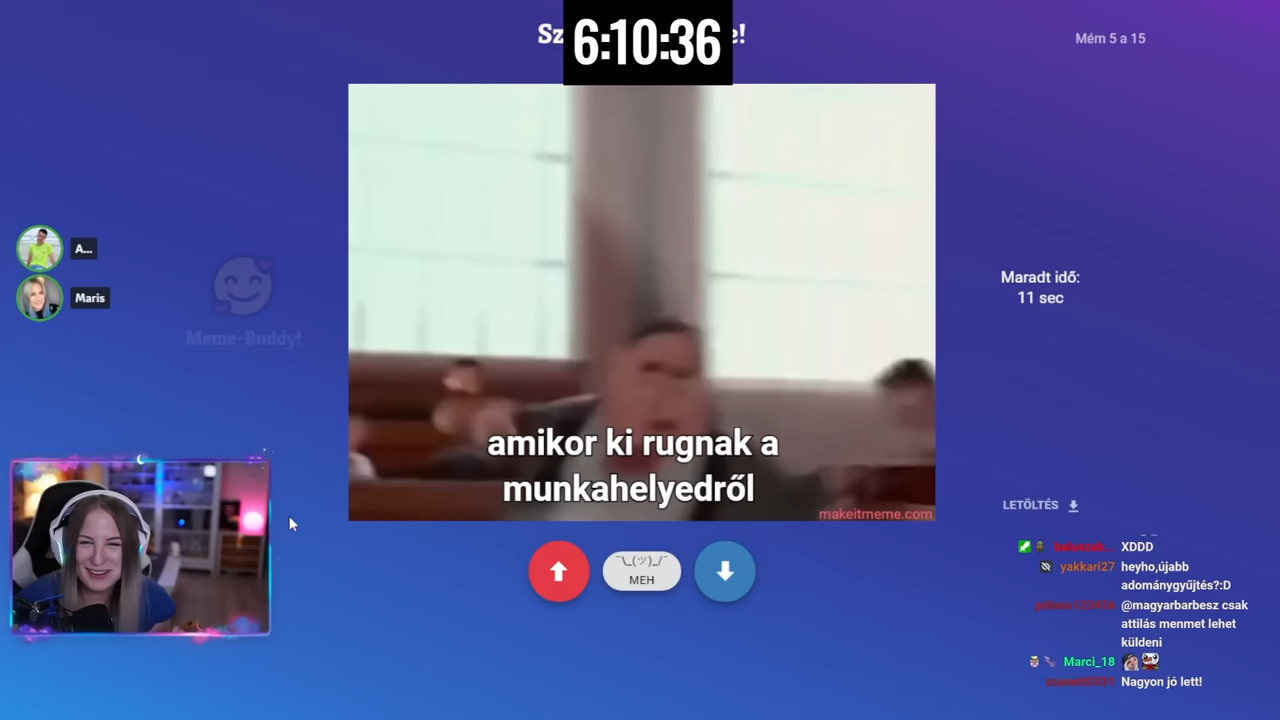 6:10:36
Mém 5 a 15
A...
Maris
Meme-Buddy!
Maradt idő:
11 sec
amikor ki rugnak a
munkahelyedről
makeitmeme.com
¯\_(ツ)_/¯
MEH
LETÖLTÉS
XDDD
yakkari27 heyho,újabb
adománygyűjtés?:D
@magyarbarbesz csak
attilás menmet lehet
küldeni
Marci_18
Nagyon jó lett!